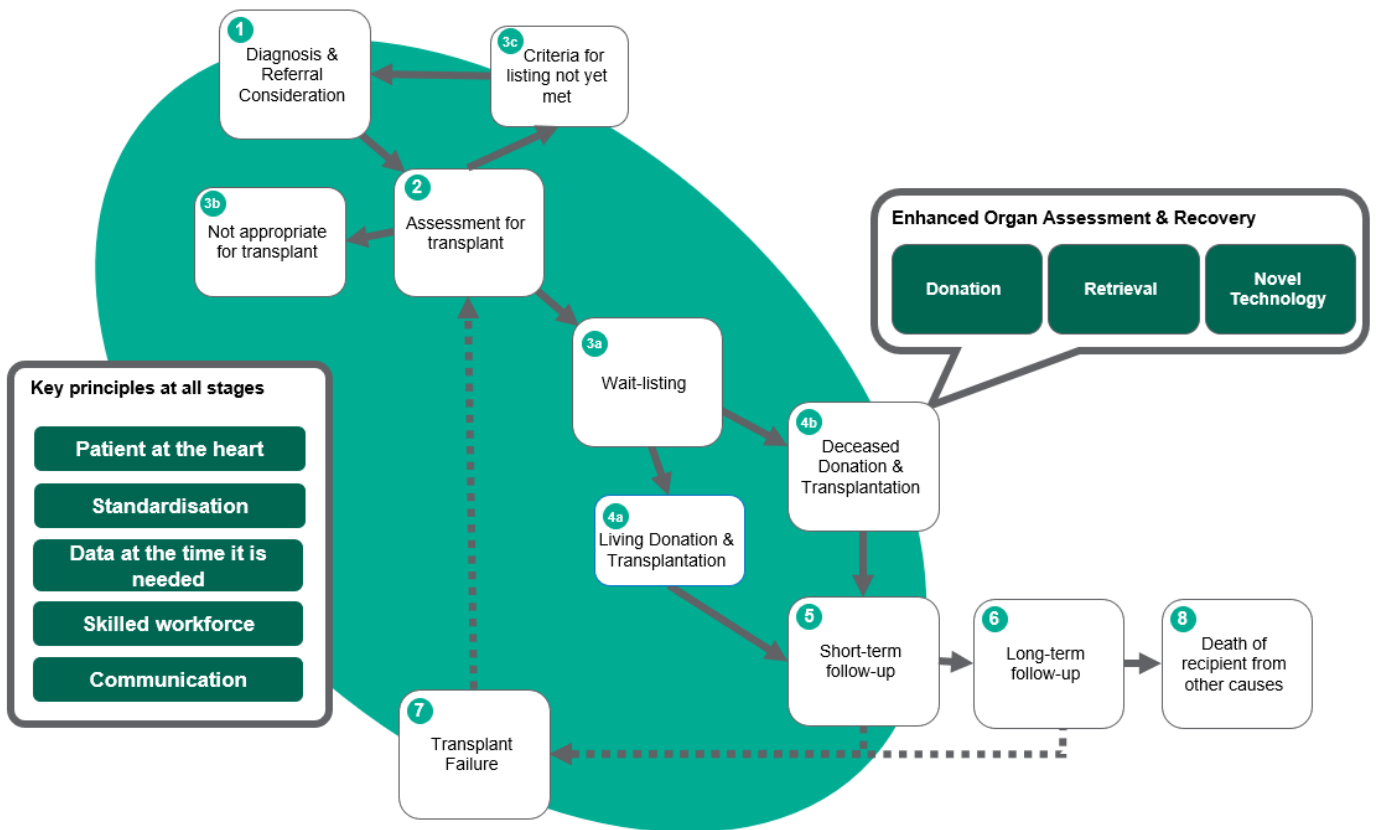 1
Diagnosis &
Referral
Consideration
3c
Criteria for
listing not yet
met
2
Assessment for
transplant
3b
Not appropriate
for transplant
Enhanced Organ Assessment & Recovery
Donation
Retrieval
Novel
Technology
3a
Wait-listing
Key principles at all stages
Patient at the heart
Standardisation
Data at the time it is
needed
Skilled workforce
Communication
4b
Deceased
Donation &
Transplantation
4a
Living Donation &
Transplantation
5
Short-term
follow-up
6
Long-term
follow-up
8
Death of
recipient from
other causes
7
Transplant
Failure